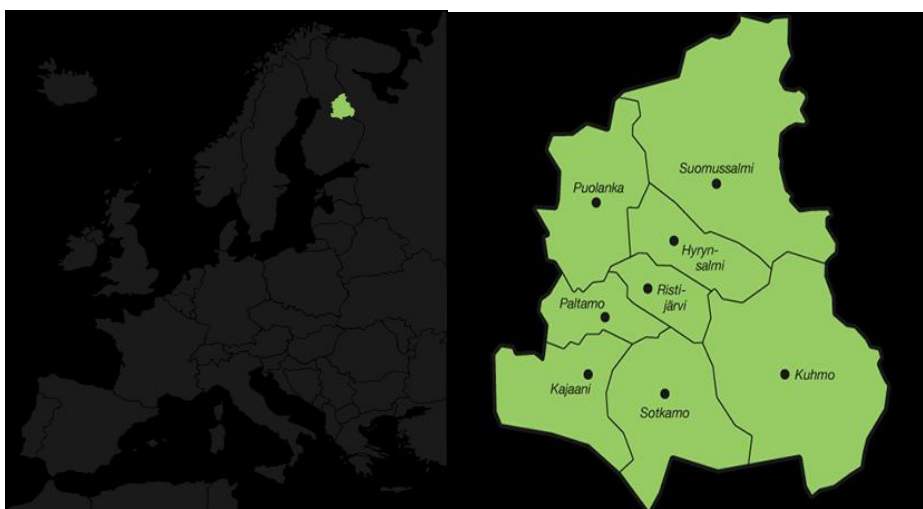 Suomussalmi
Puolanka
Hyryn-
salmi
Risti-
järvi
Paltamo
Kajaani
Kuhmo
Sotkamo